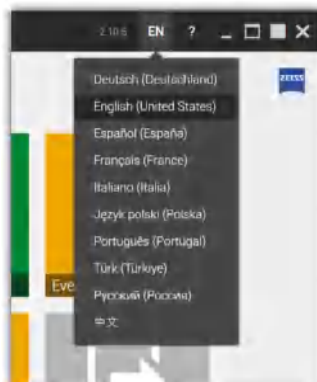 2.10.6 EN ?
ZEISS
Deutsch (Deutschland)
English (United States)
Español (España)
Français (France)
Italiano (Italia)
Język polski (Polska)
Português (Portugal)
Türk (Türkiye)
Русский (Россия)
中文
Eve